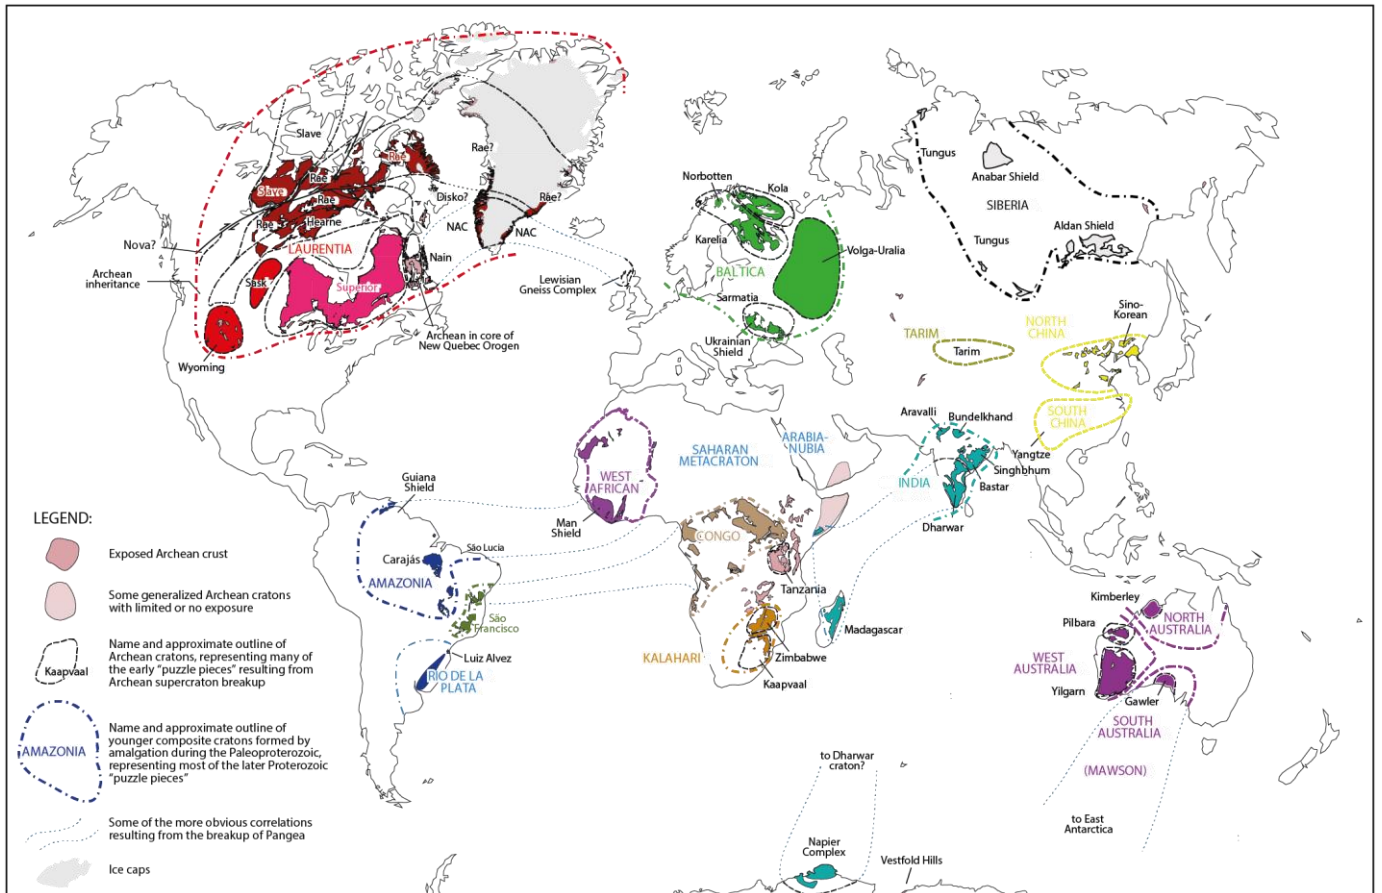 Slave
Rae
Rae?
Rae
Slave
Rae
Disko?
Rae?
Rae
Hearne
NAC
NAC
Nova?
LAURENTIA
Nain
Archean
inheritance
Sask
Superior
Lewisian
Gneiss Complex
Archean in core of
New Quebec Orogen
Wyoming
Norbotten
Kola
Karelia
Volga-Uralia
BALTICA
Sarmatia
Ukrainian
Shield
Tungus
Anabar Shield
SIBERIA
Aldan Shield
Tungus
Sino-
Korean
NORTH
CHINA
TARIM
Tarim
SOUTH
CHINA
Yangtze
Aravalli
Bundelkhand
Singhbhum
Bastar
INDIA
Dharwar
SAHARAN
METACRATON
ARABIA-
NUBIA
WEST
AFRICAN
Man
Shield
CONGO
Tanzania
Madagascar
Zimbabwe
KALAHARI
Kaapvaal
Guiana
Shield
São Lucia
Carajás
AMAZONIA
São
Francisco
Luiz Alvez
RIO DE LA
PLATA
Kimberley
NORTH
AUSTRALIA
Pilbara
WEST
AUSTRALIA
Yilgarn
Gawler
SOUTH
AUSTRALIA
(MAWSON)
to East
Antarctica
to Dharwar
craton?
Napier
Complex
Vestfold Hills
LEGEND:
Exposed Archean crust
Some generalized Archean cratons
with limited or no exposure
Kaapvaal
Name and approximate outline of
Archean cratons, representing many of
the early "puzzle pieces" resulting from
Archean supercraton breakup
AMAZONIA
Name and approximate outline of
younger composite cratons formed by
amalgation during the Paleoproterozoic,
representing most of the later Proterozoic
"puzzle pieces"
Some of the more obvious correlations
resulting from the breakup of Pangea
Ice caps